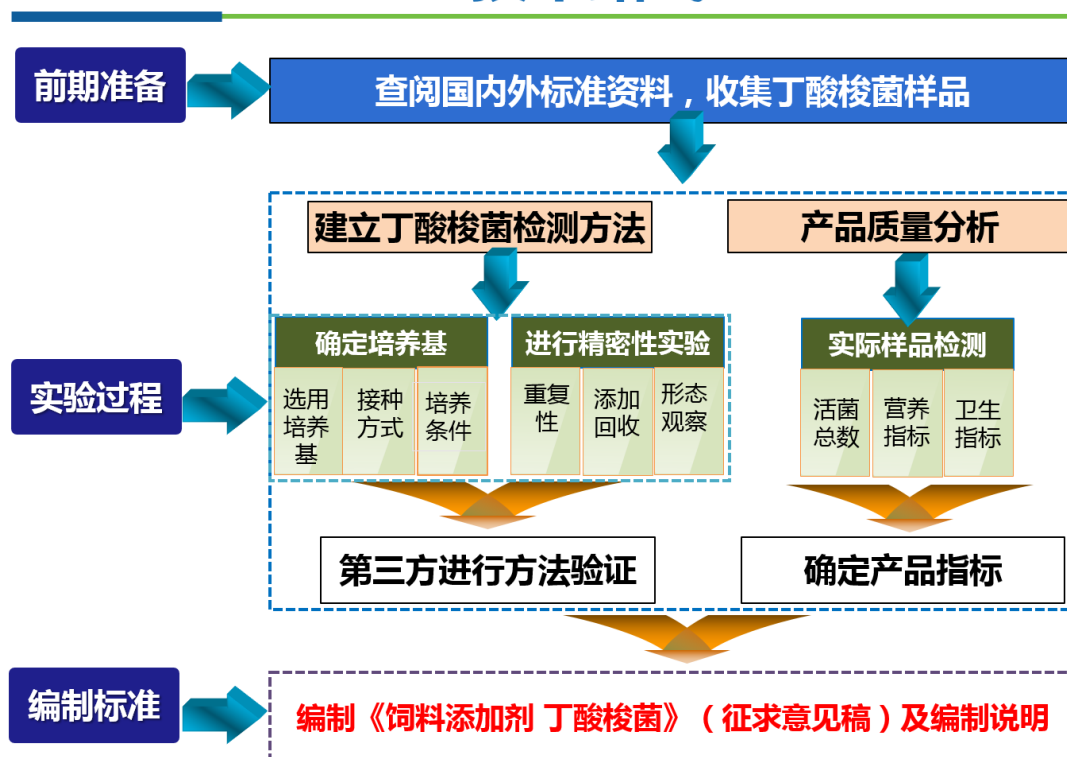 前期准备
查阅国内外标准资料，收集丁酸梭菌样品
建立丁酸梭菌检测方法
产品质量分析
实验过程
确定培养基
选用
培养
基
接种
方式
培养
条件
进行精密性实验
重复
性
添加
回收
形态
观察
实际样品检测
活菌
总数
营养
指标
卫生
指标
第三方进行方法验证
确定产品指标
编制标准
编制《饲料添加剂 丁酸梭菌》（征求意见稿）及编制说明